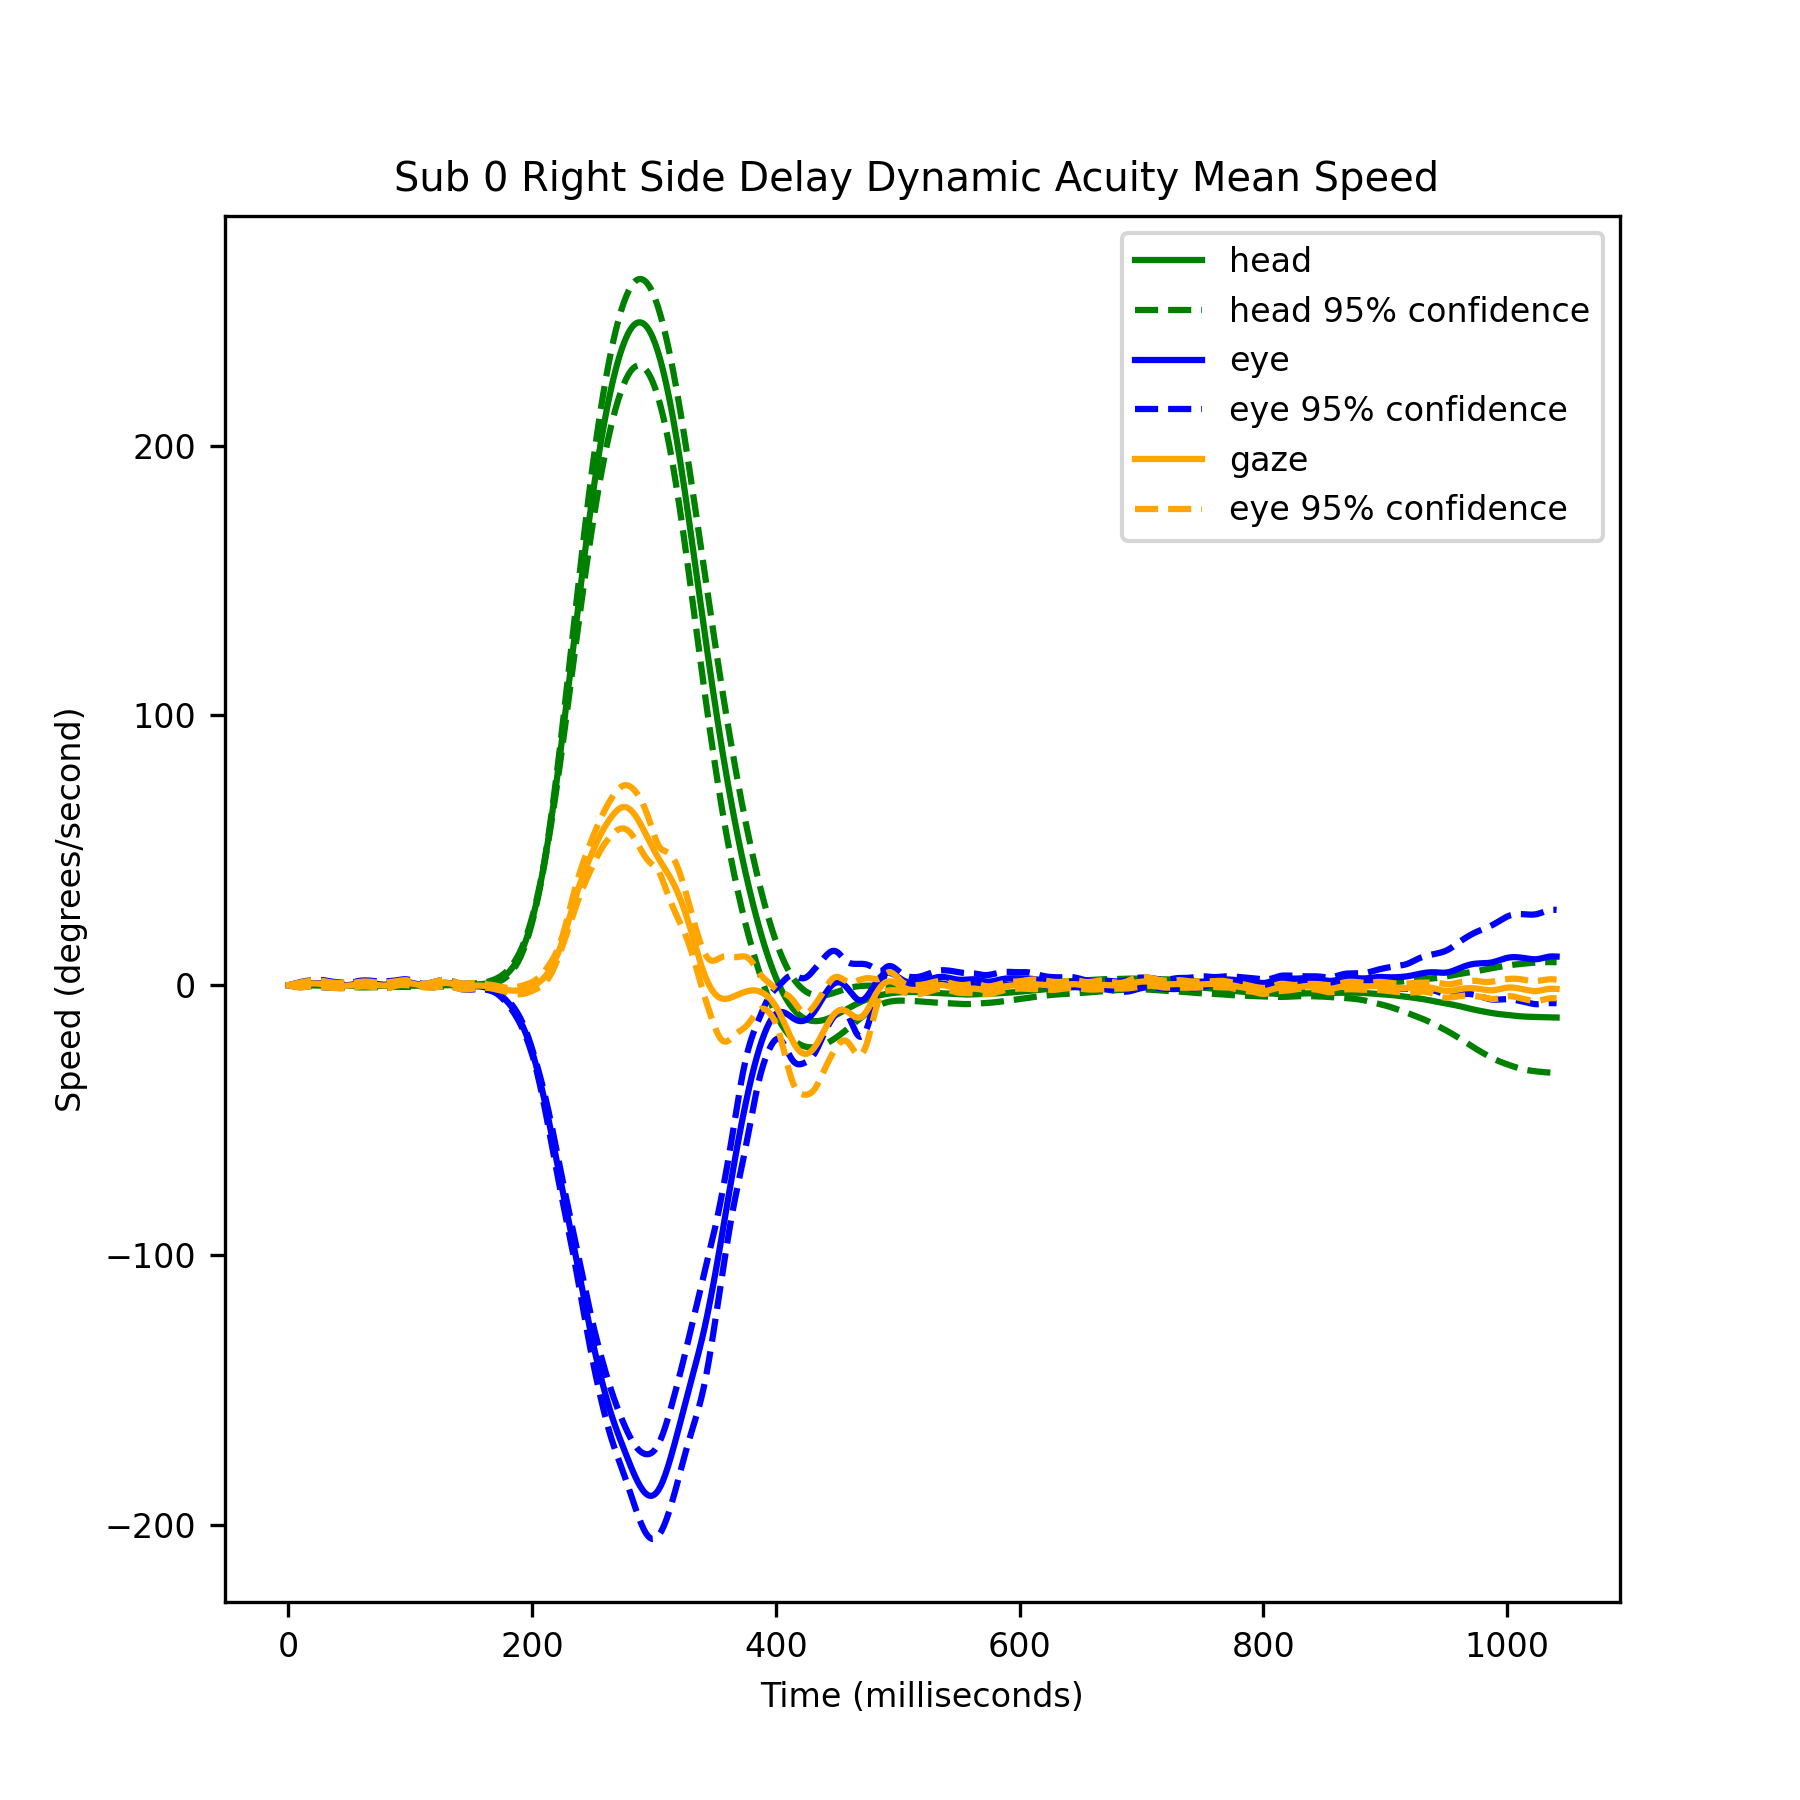 Sub 0 Right Side Delay Dynamic Acuity Mean Speed
head
head 95% confidence
eye
eye 95% confidence
gaze
eye 95% confidence
Speed (degrees/second)
200
100
0
−100
−200
0 200 400 600 800 1000
Time (milliseconds)